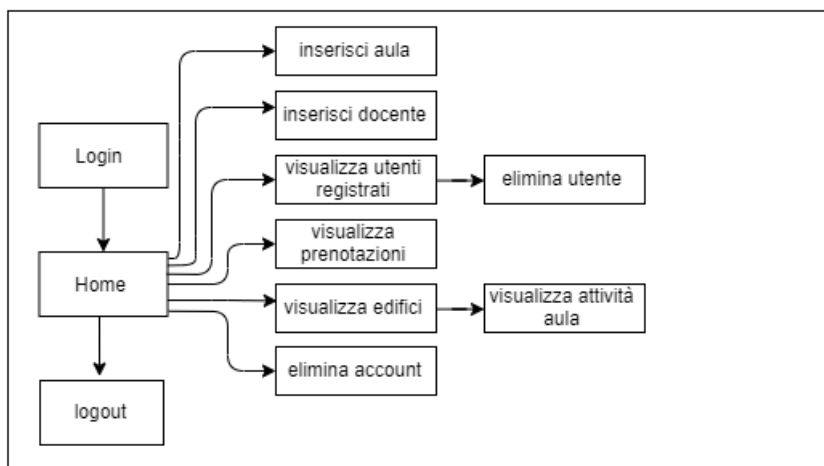 inserisci aula
inserisci docente
Login
visualizza utenti
registrati
elimina utente
visualizza
prenotazioni
Home
visualizza edifici
visualizza attività
aula
elimina account
logout